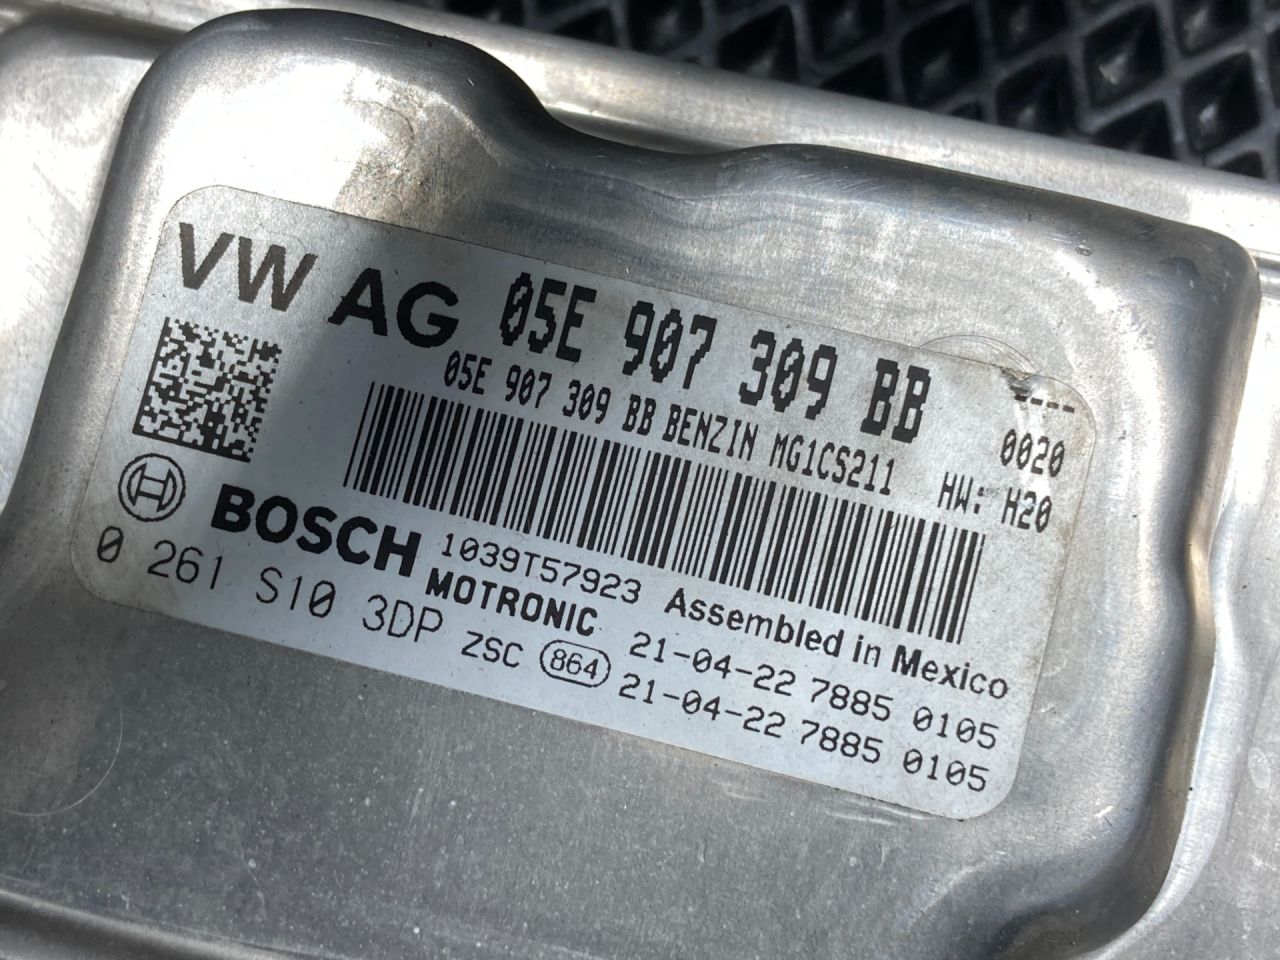 VW AG 05E 907 309 BB ----
05E 907 309 BB BENZIN MG1CS211 0020
HW: H20
BOSCH 1039T57923 Assembled in Mexico
MOTRONIC 21-04-22 7885 0105
0 261 S10 3DP ZSC 864 21-04-22 7885 0105